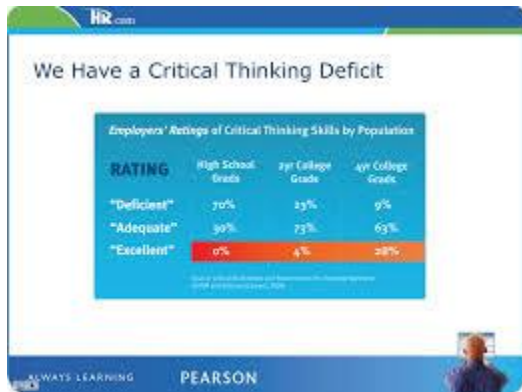 HR.com
We Have a Critical Thinking Deficit
Employers' Ratings of Critical Thinking Skills by Population
RATING High School Grads 2yr College Grads 4yr College Grads
"Deficient" 70% 23% 9%
"Adequate" 30% 73% 63%
"Excellent" 0% 4% 28%
ALWAYS LEARNING PEARSON